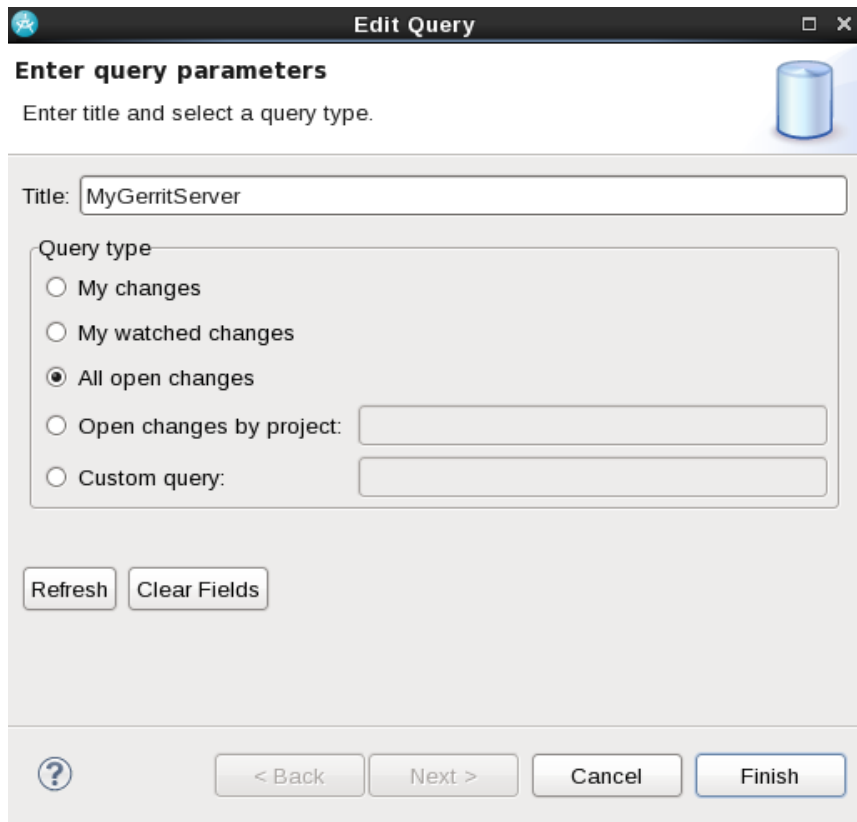 Edit Query
Enter query parameters
Enter title and select a query type.
Title: MyGerritServer
Query type
My changes
My watched changes
All open changes
Open changes by project:
Custom query:
Refresh Clear Fields
? < Back Next > Cancel Finish